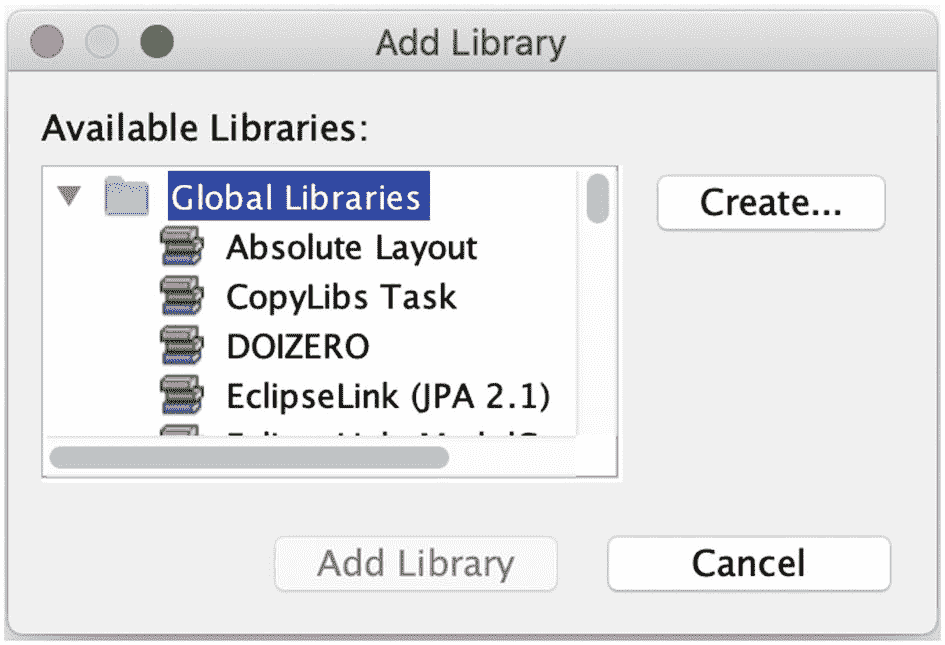 Add Library
Available Libraries:
Global Libraries
Create...
Absolute Layout
CopyLibs Task
DOIZERO
EclipseLink (JPA 2.1)
Add Library
Cancel